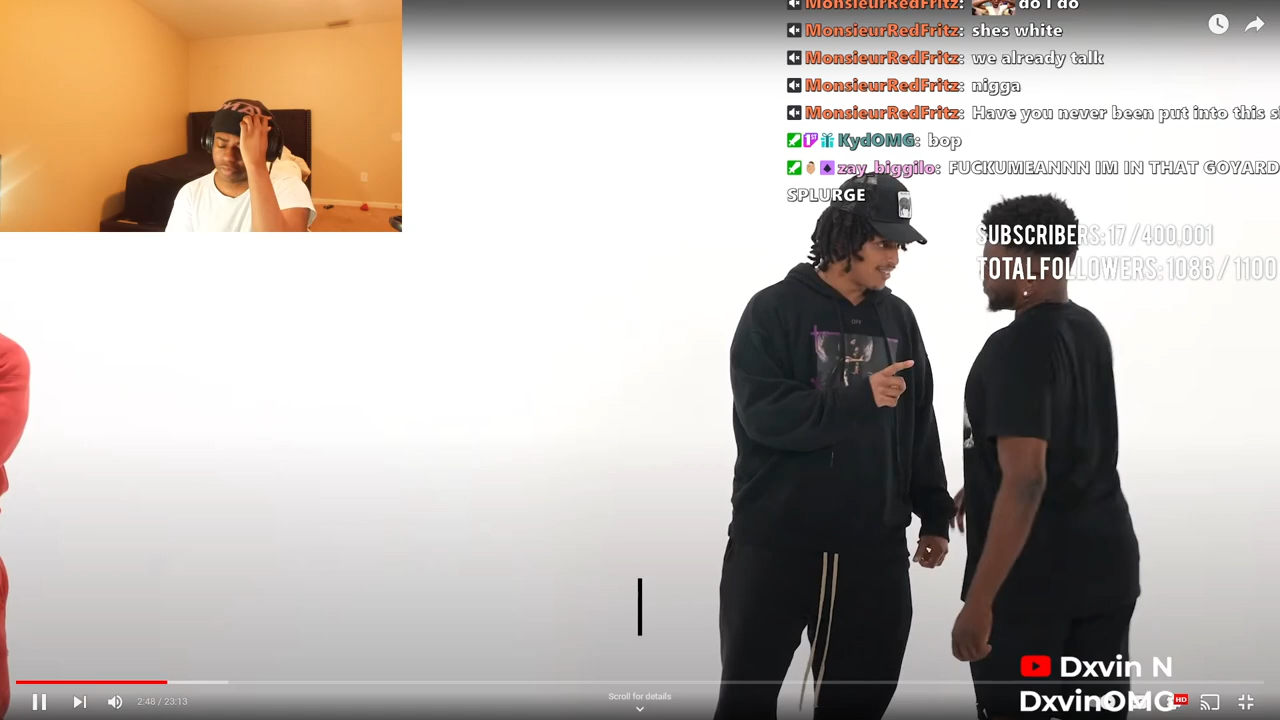 MonsieurRedFritz: do I do
MonsieurRedFritz: shes white
MonsieurRedFritz: we already talk
MonsieurRedFritz: nigga
MonsieurRedFritz: Have you never been put into this s
KydOMG: bop
zay_biggilo: FUCKUMEANNN IM IN THAT GOYARD
SPLURGE
SUBSCRIBERS: 17 / 400,001
TOTAL FOLLOWERS: 1086 / 1100
OFF
I
Dxvin N
DxvinOMG
HD
2:48 / 23:13
Scroll for details